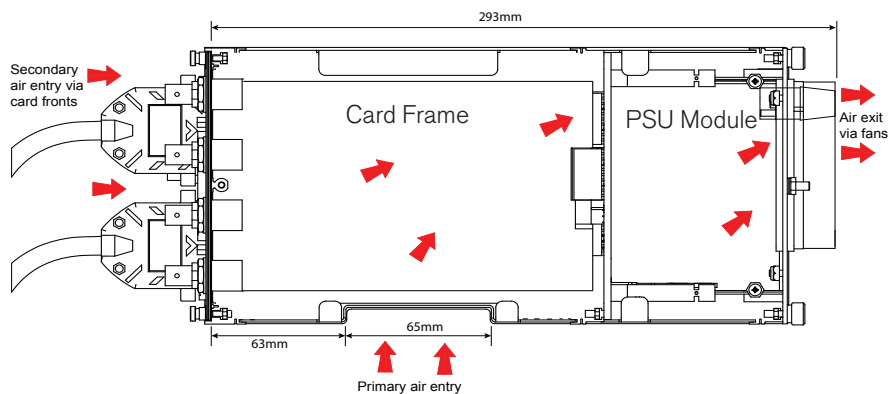 293mm
Secondary
air entry via
card fronts
Card Frame
PSU Module
Air exit
via fans
63mm
65mm
Primary air entry